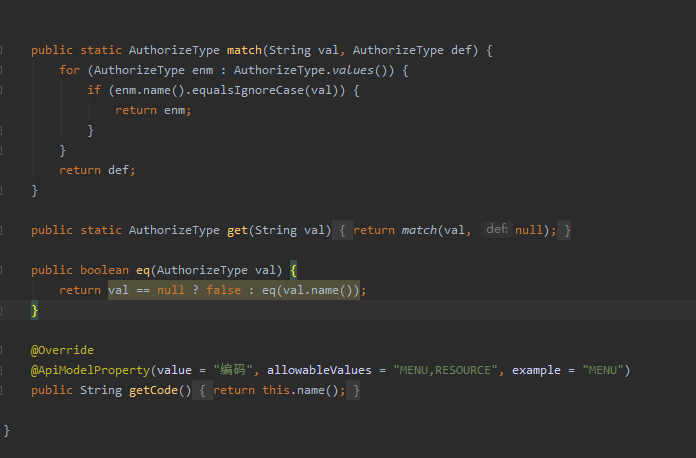 public static AuthorizeType match(String val, AuthorizeType def) {
for (AuthorizeType enm : AuthorizeType.values()) {
if (enm.name().equalsIgnoreCase(val)) {
return enm;
}
}
return def;
}
public static AuthorizeType get(String val) { return match(val, def: null); }
public boolean eq(AuthorizeType val) {
return val == null ? false : eq(val.name());
}
@Override
@ApiModelProperty(value = "编码", allowableValues = "MENU,RESOURCE", example = "MENU")
public String getCode() { return this.name(); }
}